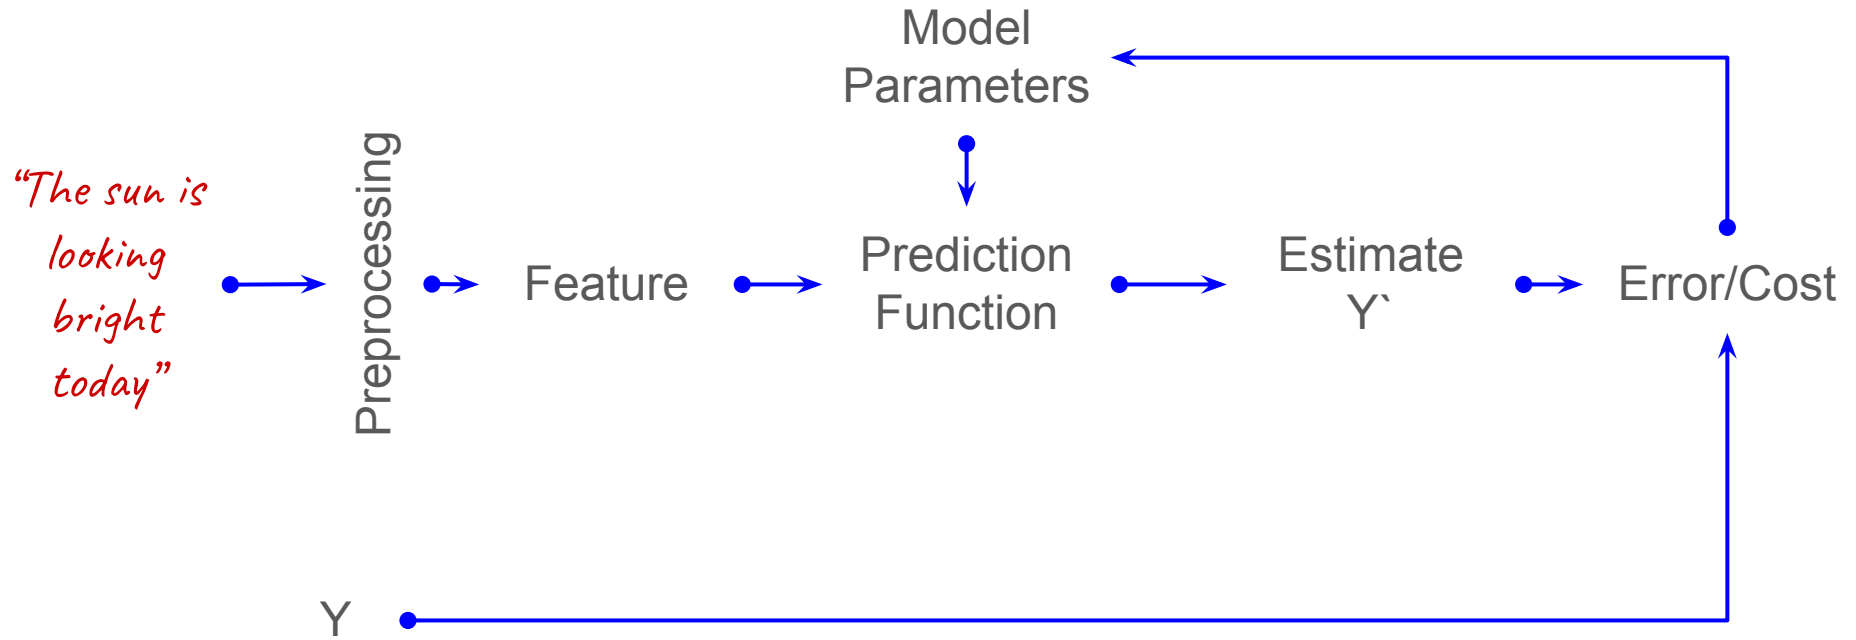 Model
Parameters
“The sun is
looking
bright
today”
Preprocessing
Feature
Prediction
Function
Estimate
Y`
Error/Cost
Y